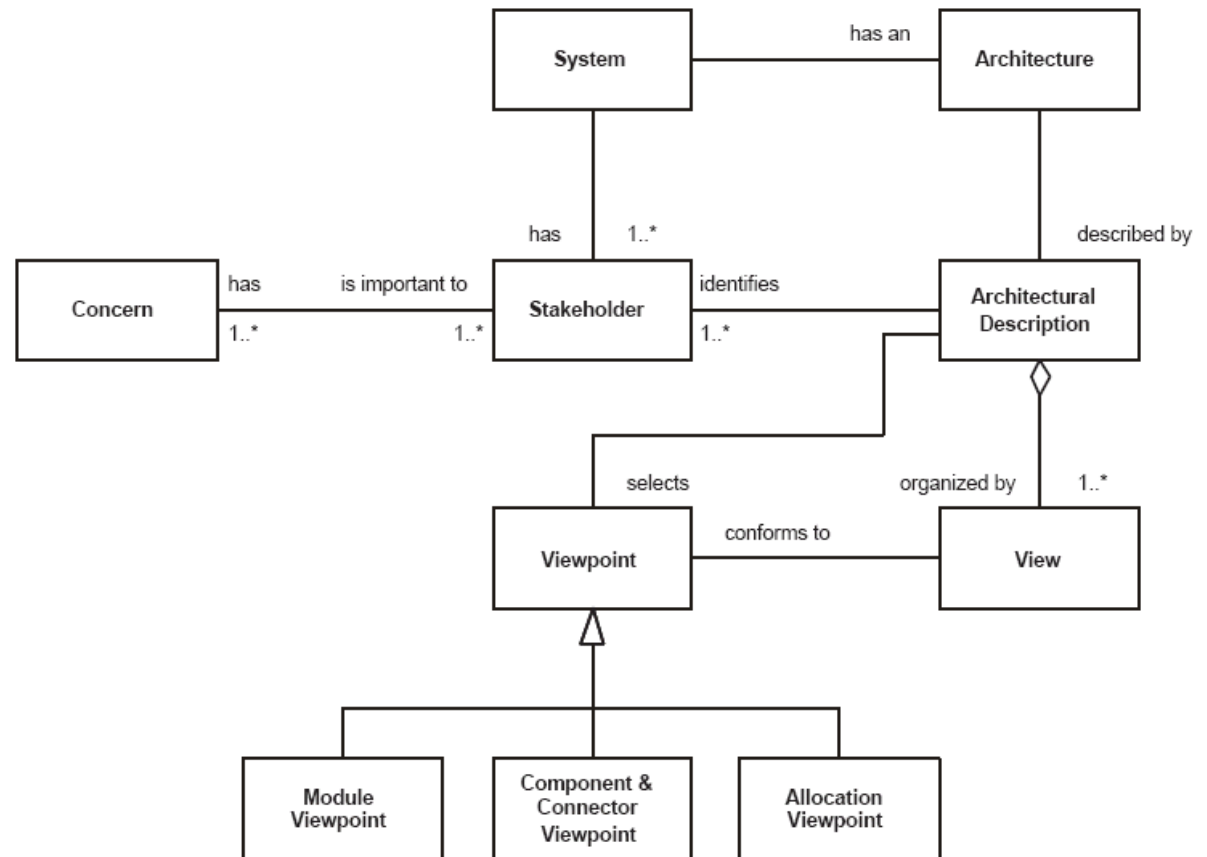 has an
System
Architecture
has
1..*
described by
has
is important to
identifies
Concern
Stakeholder
Architectural
Description
1..*
1..*
1..*
selects
organized by
1..*
conforms to
Viewpoint
View
Module
Viewpoint
Component &
Connector
Viewpoint
Allocation
Viewpoint